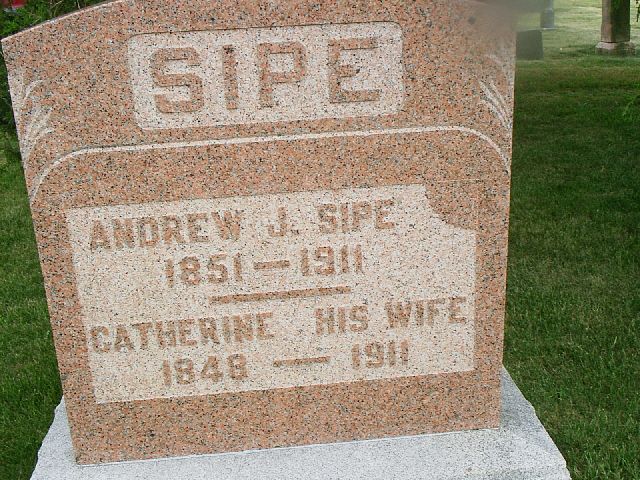 SIPE
ANDREW J. SIPE
1851 — 1911
CATHERINE HIS WIFE
1848 — 1911